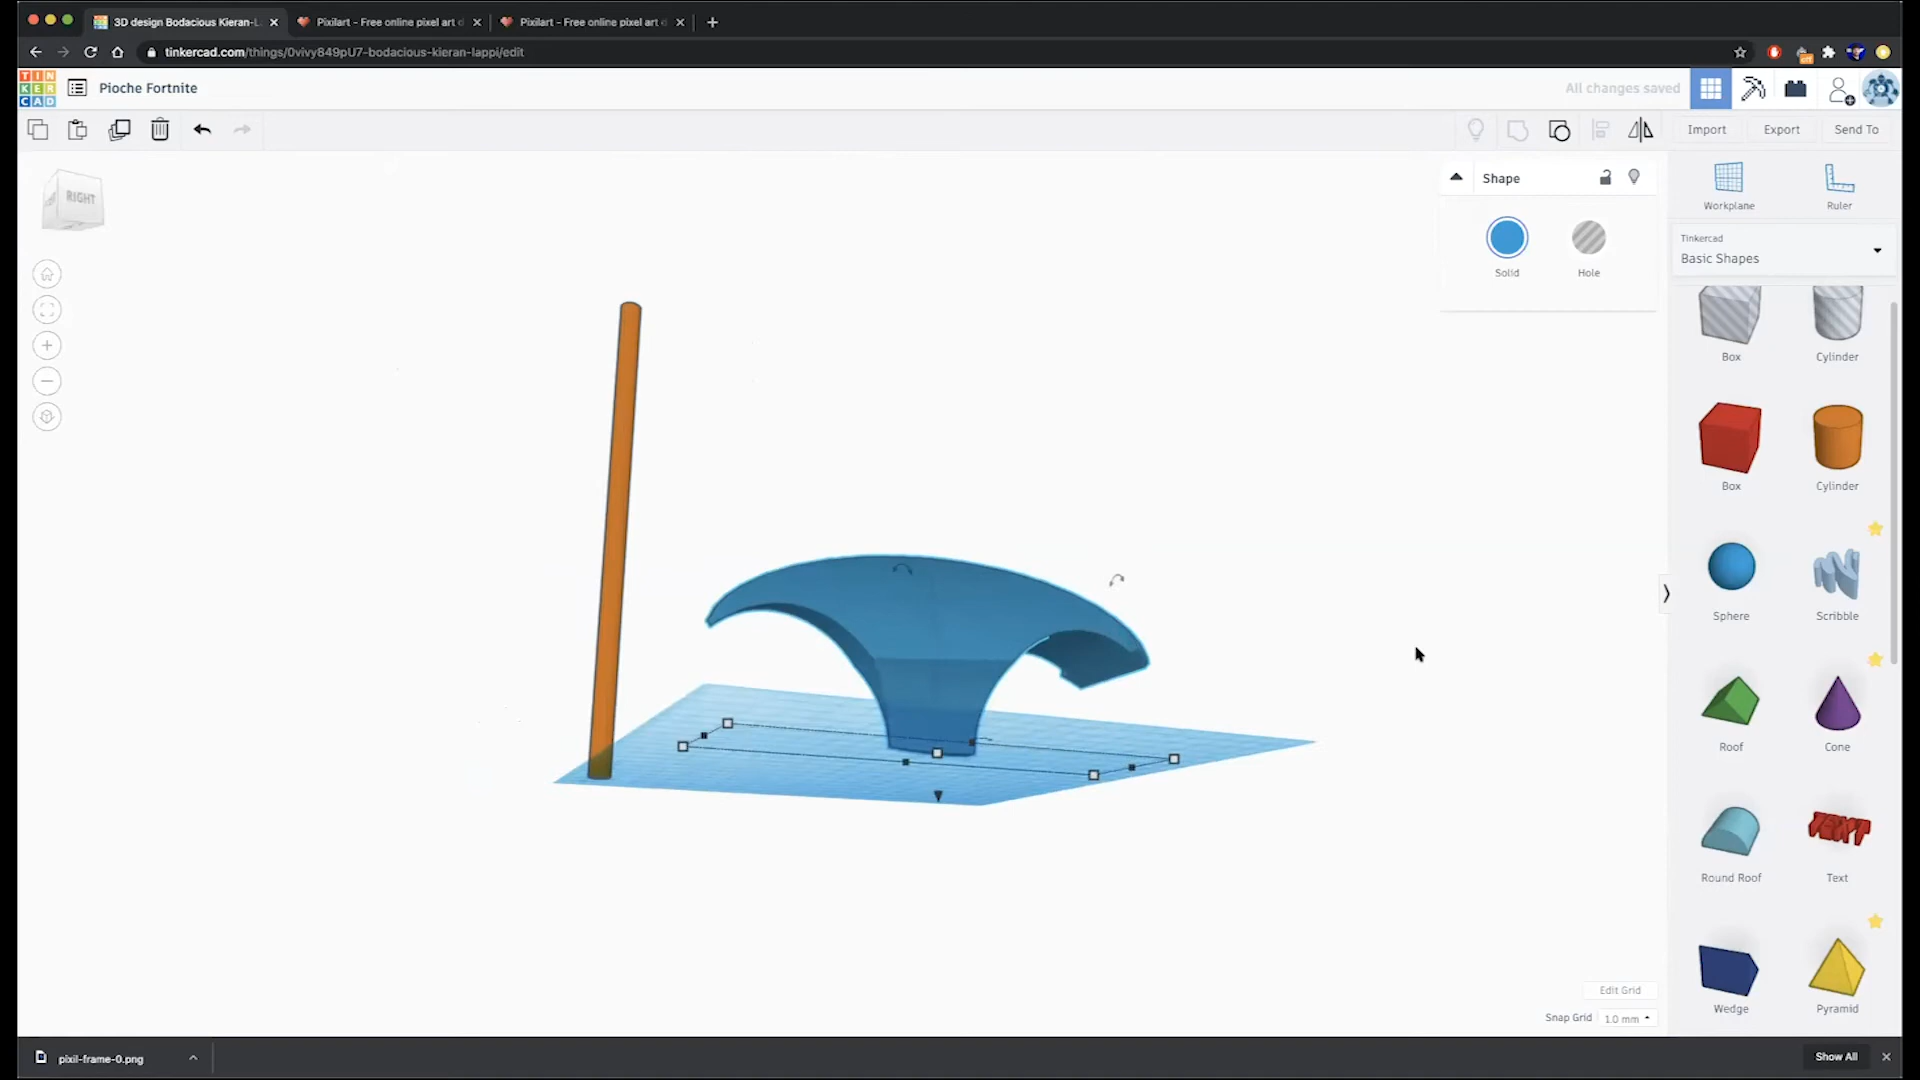 3D design Bodacious Kieran-L
Pixilart - Free online pixel art
Pixilart - Free online pixel art
tinkercad.com/things/0vivy849pU7-bodacious-kieran-lappi/edit
TIN
KER
CAD
Pioche Fortnite
All changes saved
Import
Export
Send To
RIGHT
Shape
Solid
Hole
Workplane
Ruler
Tinkercad
Basic Shapes
Box
Cylinder
Box
Cylinder
Sphere
Scribble
Roof
Cone
Round Roof
TEXT
Text
Wedge
Pyramid
Edit Grid
Snap Grid
1.0 mm
pixil-frame-0.png
Show All